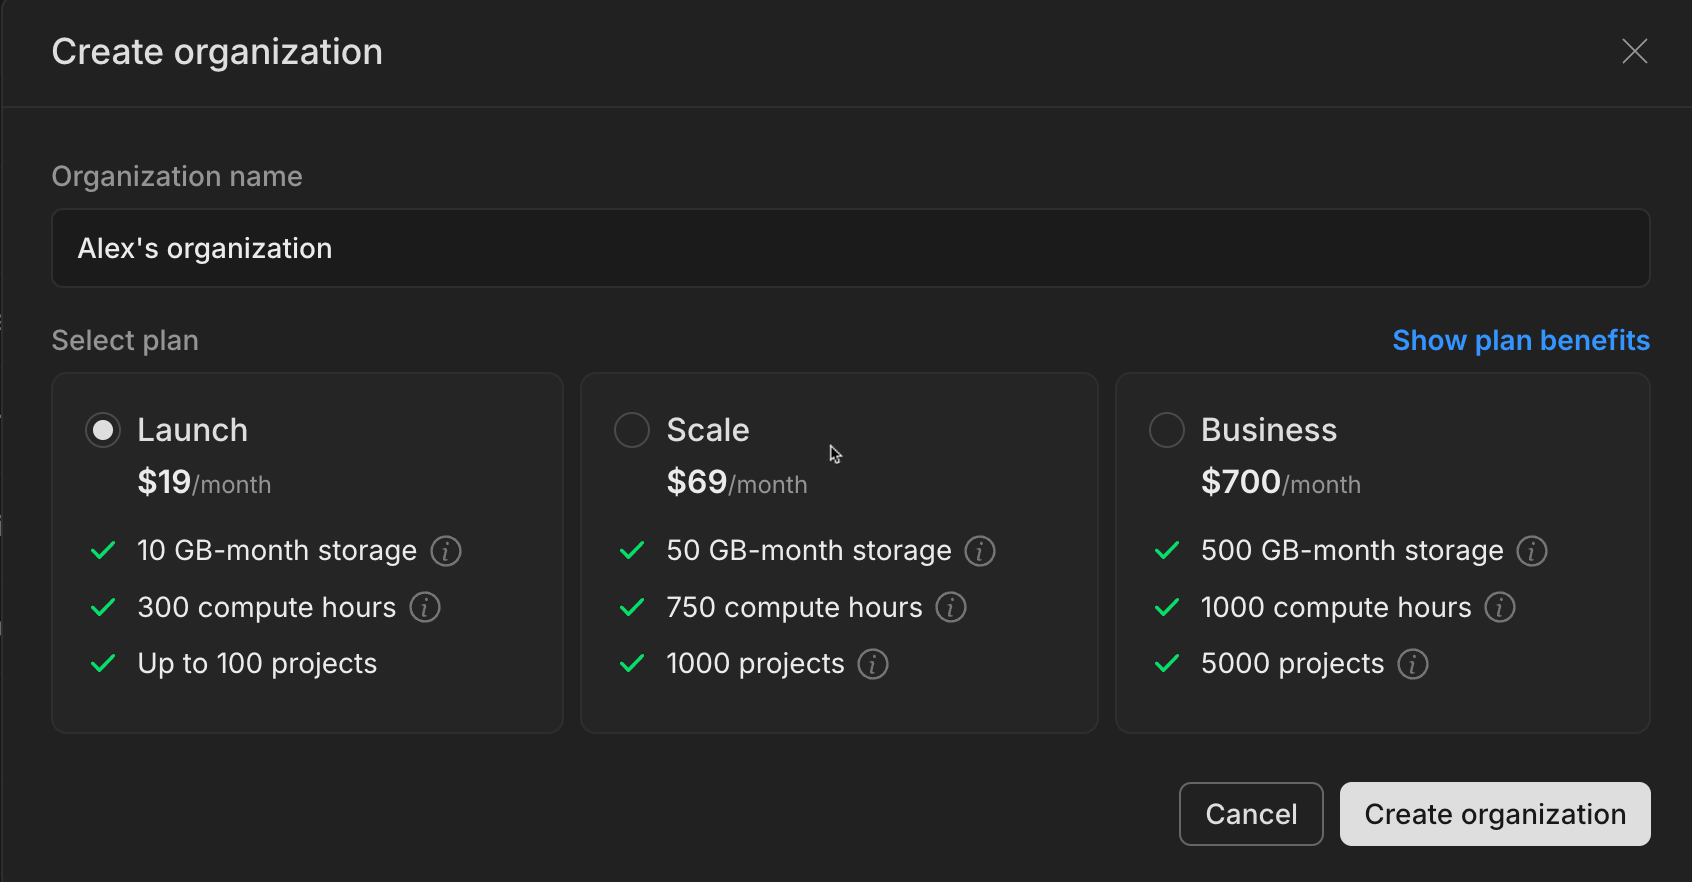 Create organization
Organization name
Alex's organization
Select plan
Show plan benefits
Launch
$19/month
10 GB-month storage
300 compute hours
Up to 100 projects
Scale
$69/month
50 GB-month storage
750 compute hours
1000 projects
Business
$700/month
500 GB-month storage
1000 compute hours
5000 projects
Cancel
Create organization